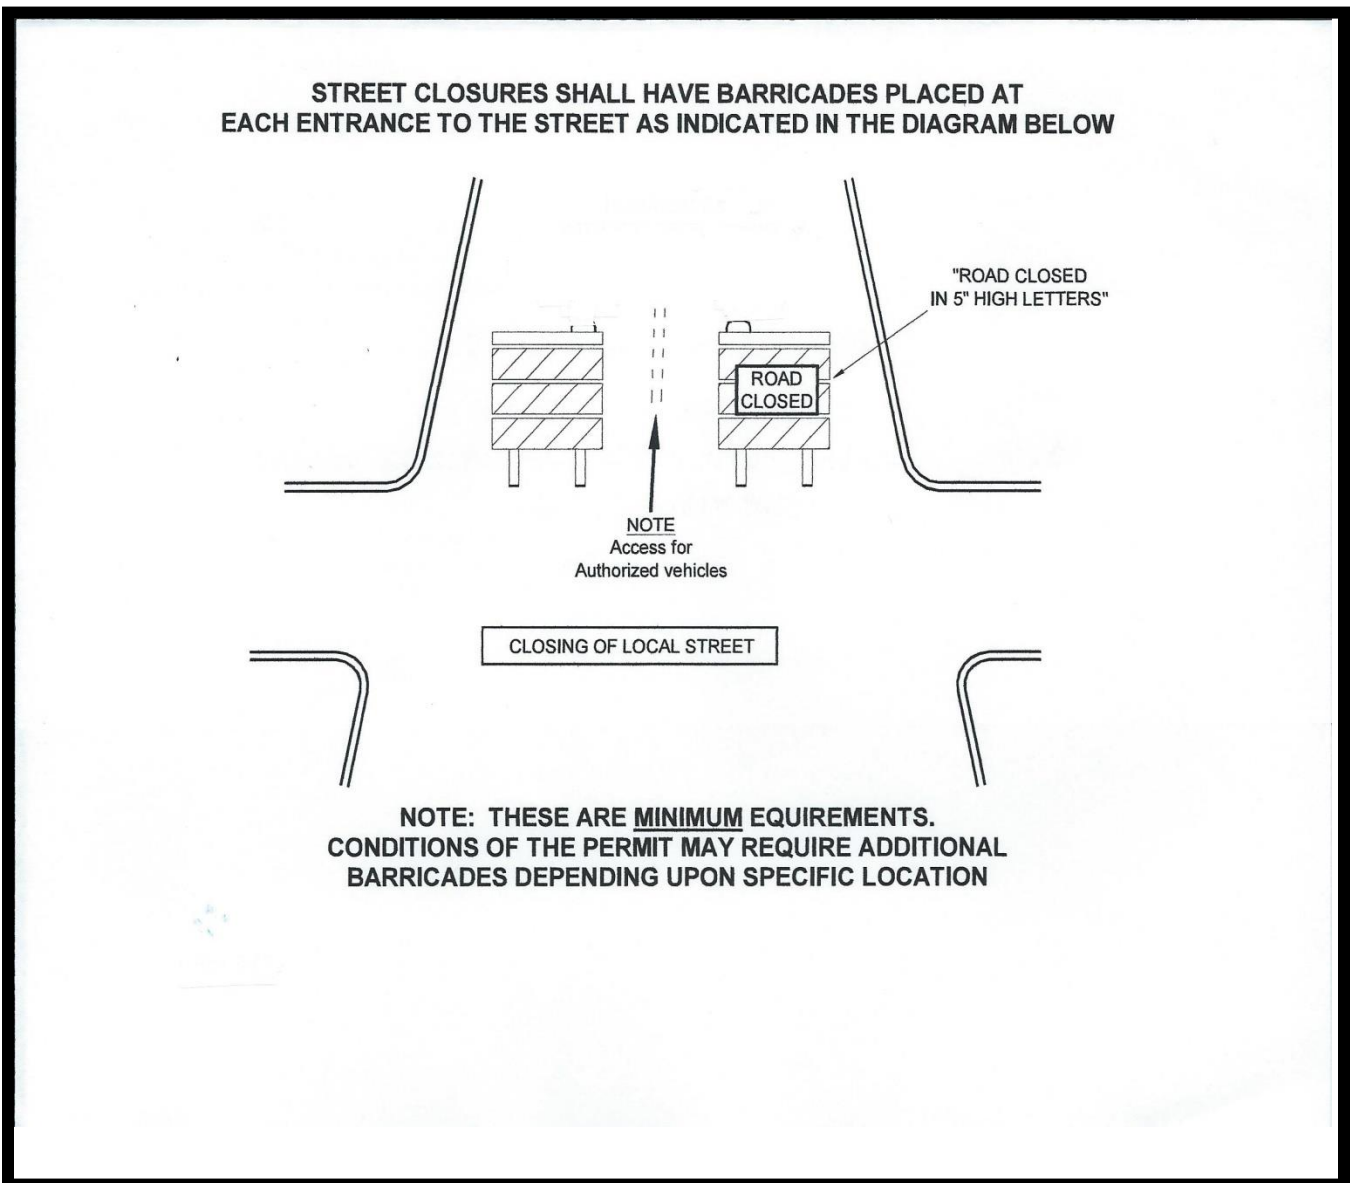 STREET CLOSURES SHALL HAVE BARRICADES PLACED AT
EACH ENTRANCE TO THE STREET AS INDICATED IN THE DIAGRAM BELOW
"ROAD CLOSED
IN 5" HIGH LETTERS"
ROAD
CLOSED
NOTE
Access for
Authorized vehicles
CLOSING OF LOCAL STREET
NOTE: THESE ARE MINIMUM EQUIREMENTS.
CONDITIONS OF THE PERMIT MAY REQUIRE ADDITIONAL
BARRICADES DEPENDING UPON SPECIFIC LOCATION